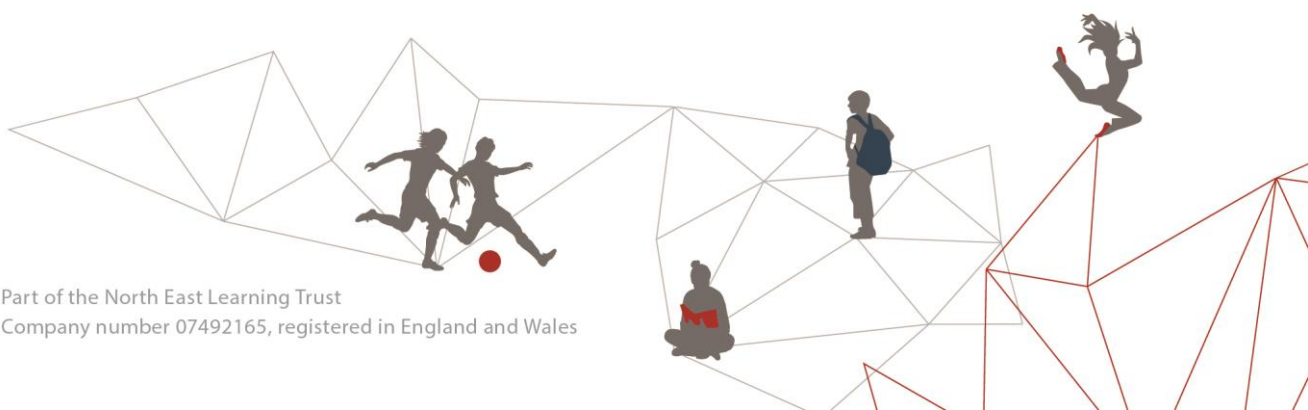 Part of the North East Learning Trust
Company number 07492165, registered in England and Wales